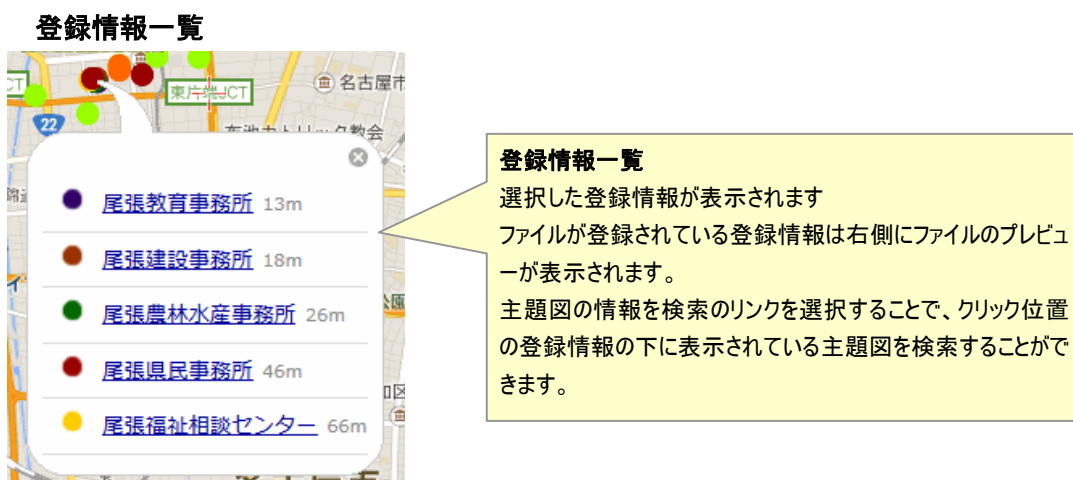 登録情報一覧
東片端JCT
名古屋市
22
尾張教育事務所 13m
尾張建設事務所 18m
尾張農林水産事務所 26m
尾張県民事務所 46m
尾張福祉相談センター 66m
登録情報一覧
選択した登録情報が表示されます
ファイルが登録されている登録情報は右側にファイルのプレビュ
ーが表示されます。
主題図の情報を検索のリンクを選択することで、クリック位置
の登録情報の下に表示されている主題図を検索することがで
きます。